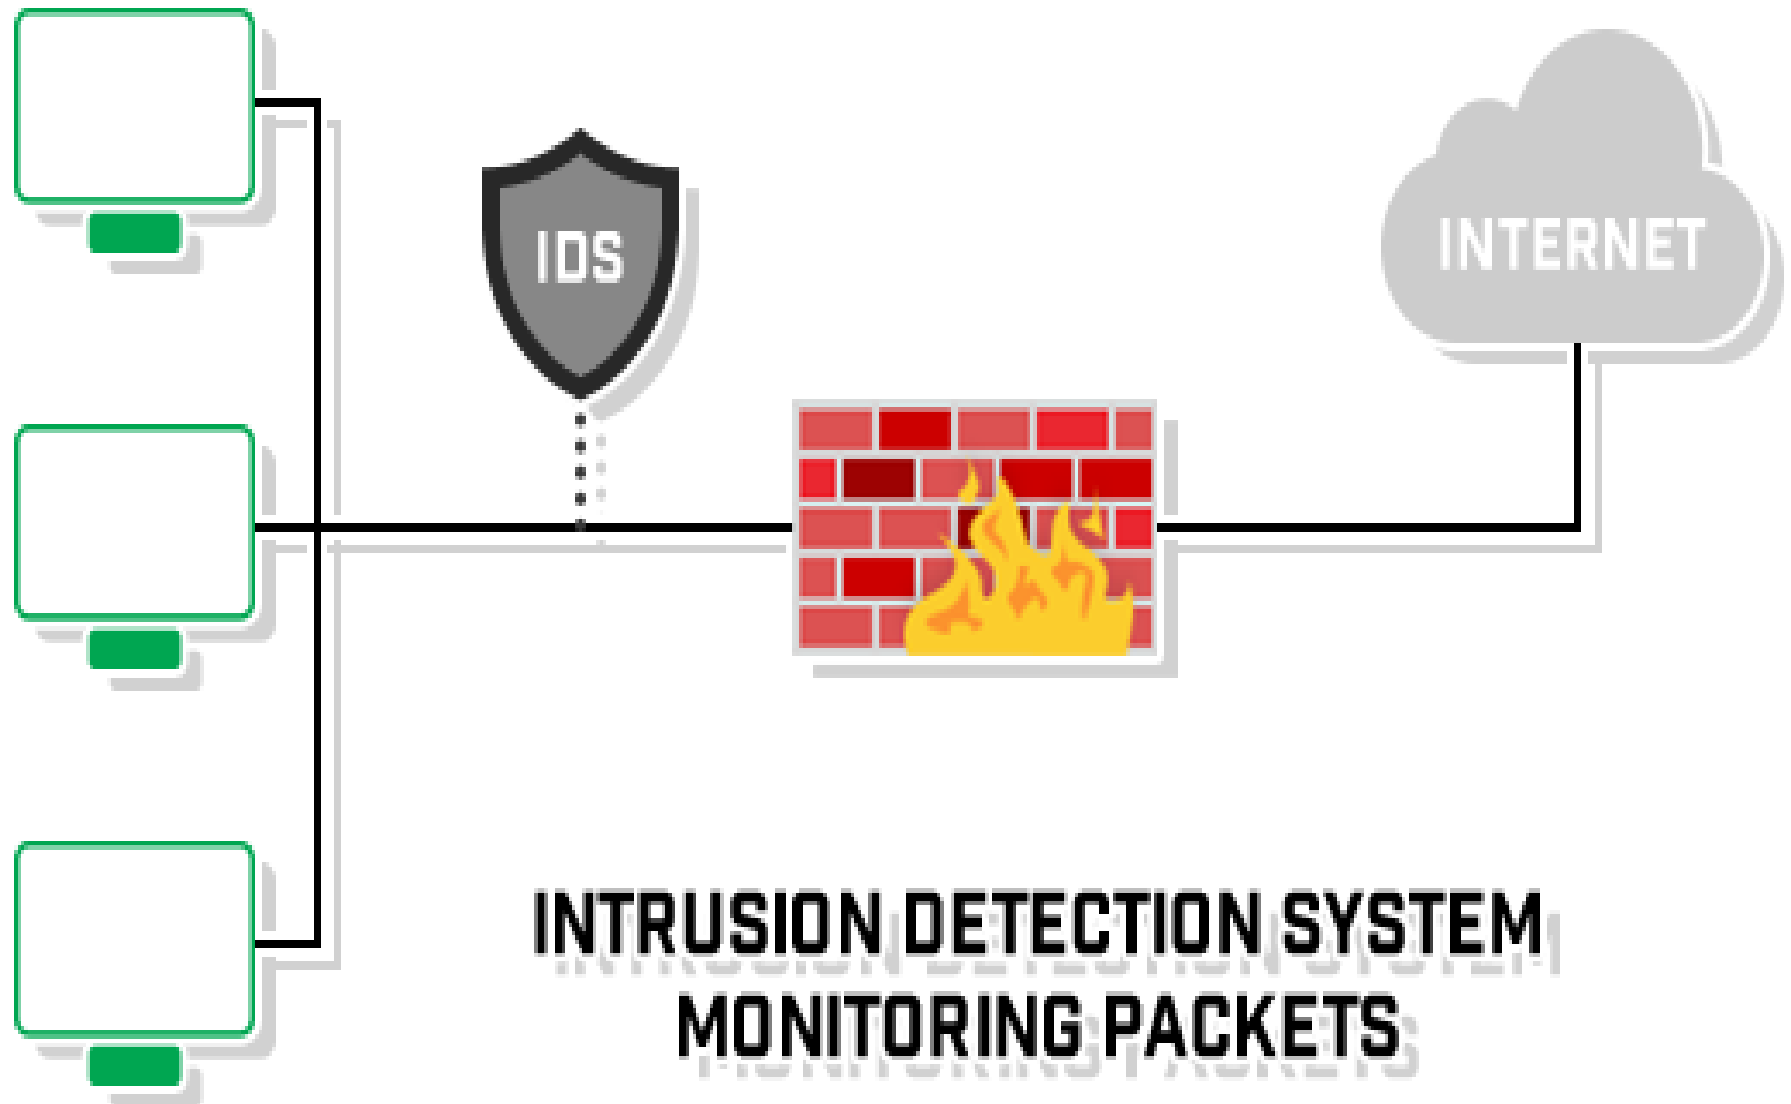 IDS
INTERNET
INTRUSION DETECTION SYSTEM
MONITORING PACKETS